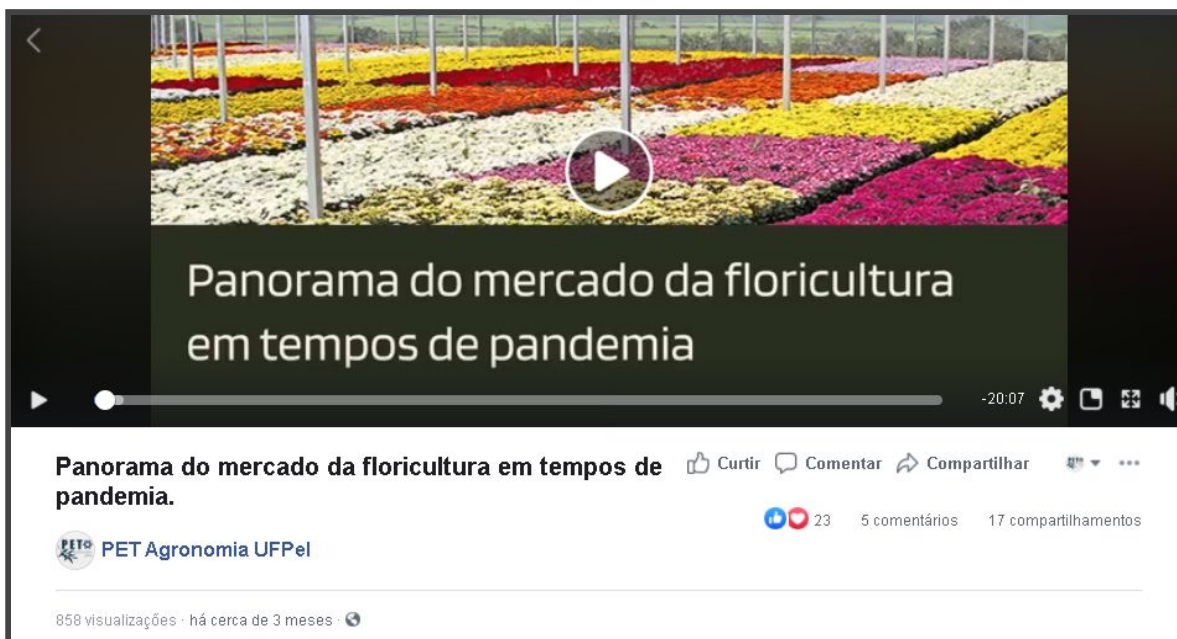 Panorama do mercado da floricultura
em tempos de pandemia
-20:07
Panorama do mercado da floricultura em tempos de
pandemia.
Curtir Comentar Compartilhar
23 5 comentários 17 compartilhamentos
PET Agronomia UFPel
858 visualizações · há cerca de 3 meses ·